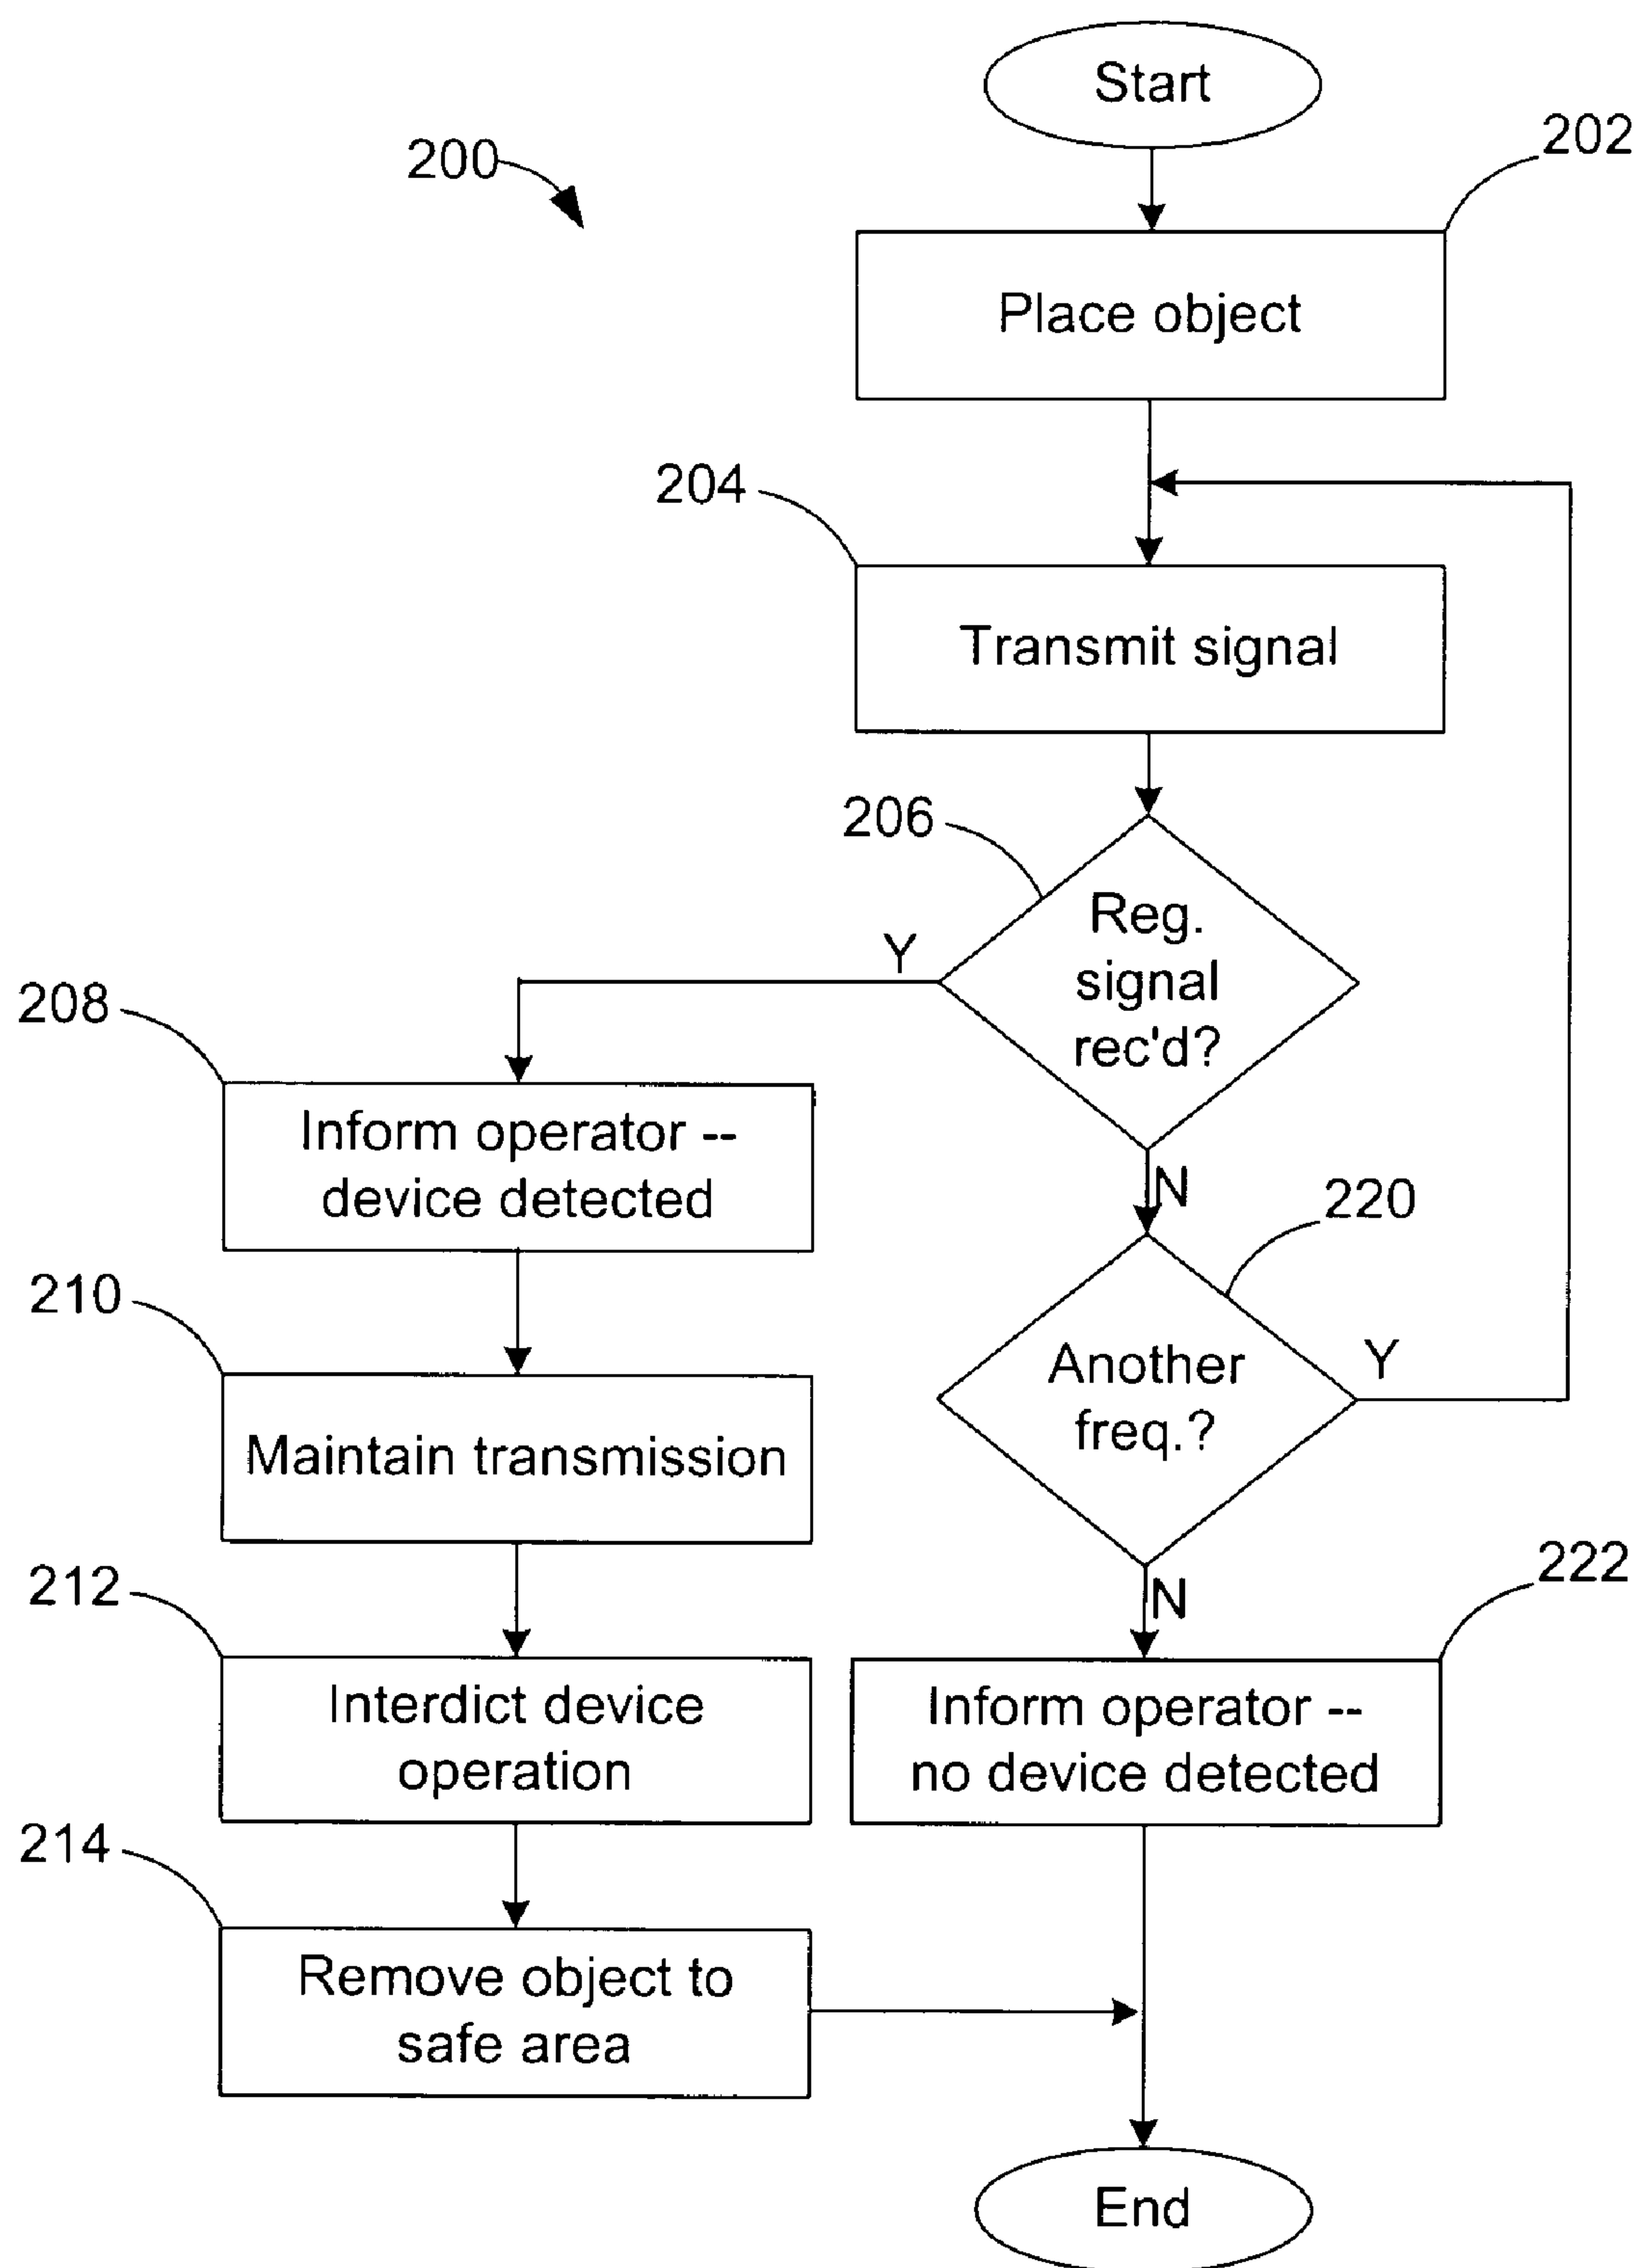 Start
200
202
Place object
204
Transmit signal
206
Reg.
signal
rec'd?
Y
208
Inform operator --
device detected
N
220
210
Another
freq.?
Y
Maintain transmission
212
N
222
Interdict device
operation
Inform operator --
no device detected
214
Remove object to
safe area
End